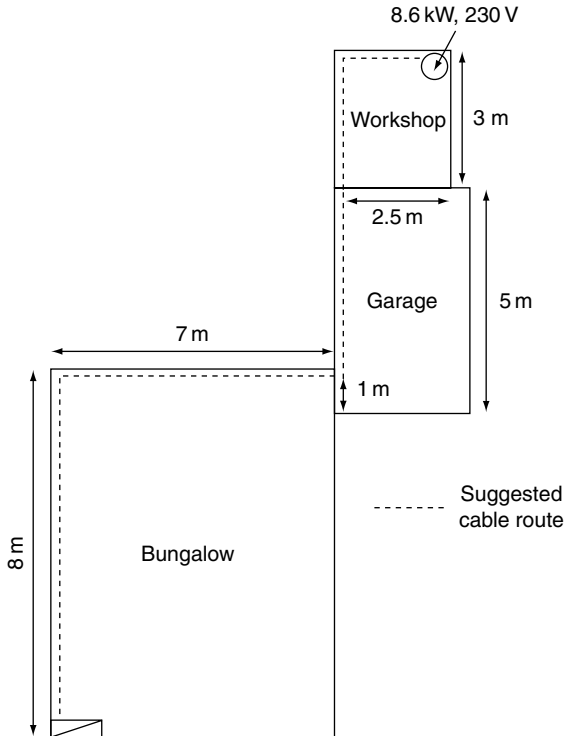 8.6 kW, 230 V
Workshop
3 m
2.5 m
Garage
5 m
7 m
1 m
Suggested
cable route
Bungalow
8 m